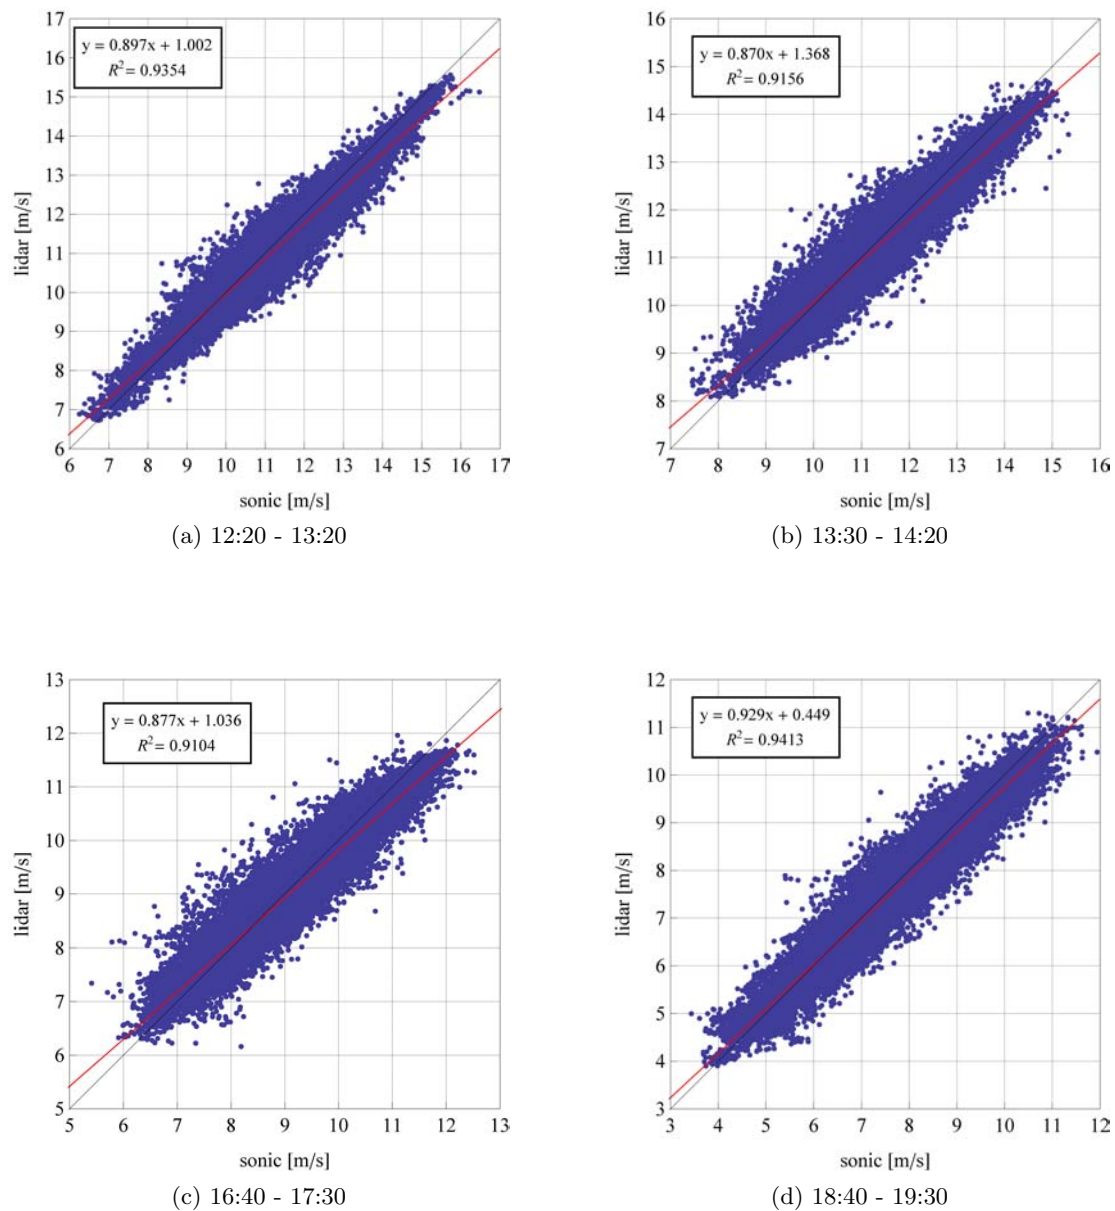 y = 0.897x + 1.002
R² = 0.9354
17
16
15
14
13
12
11
10
9
8
7
6
lidar [m/s]
6 7 8 9 10 11 12 13 14 15 16 17
sonic [m/s]
(a) 12:20 - 13:20
y = 0.870x + 1.368
R² = 0.9156
16
15
14
13
12
11
10
9
8
7
lidar [m/s]
7 8 9 10 11 12 13 14 15 16
sonic [m/s]
(b) 13:30 - 14:20
y = 0.877x + 1.036
R² = 0.9104
13
12
11
10
9
8
7
6
5
lidar [m/s]
5 6 7 8 9 10 11 12 13
sonic [m/s]
(c) 16:40 - 17:30
y = 0.929x + 0.449
R² = 0.9413
12
11
10
9
8
7
6
5
4
3
lidar [m/s]
3 4 5 6 7 8 9 10 11 12
sonic [m/s]
(d) 18:40 - 19:30